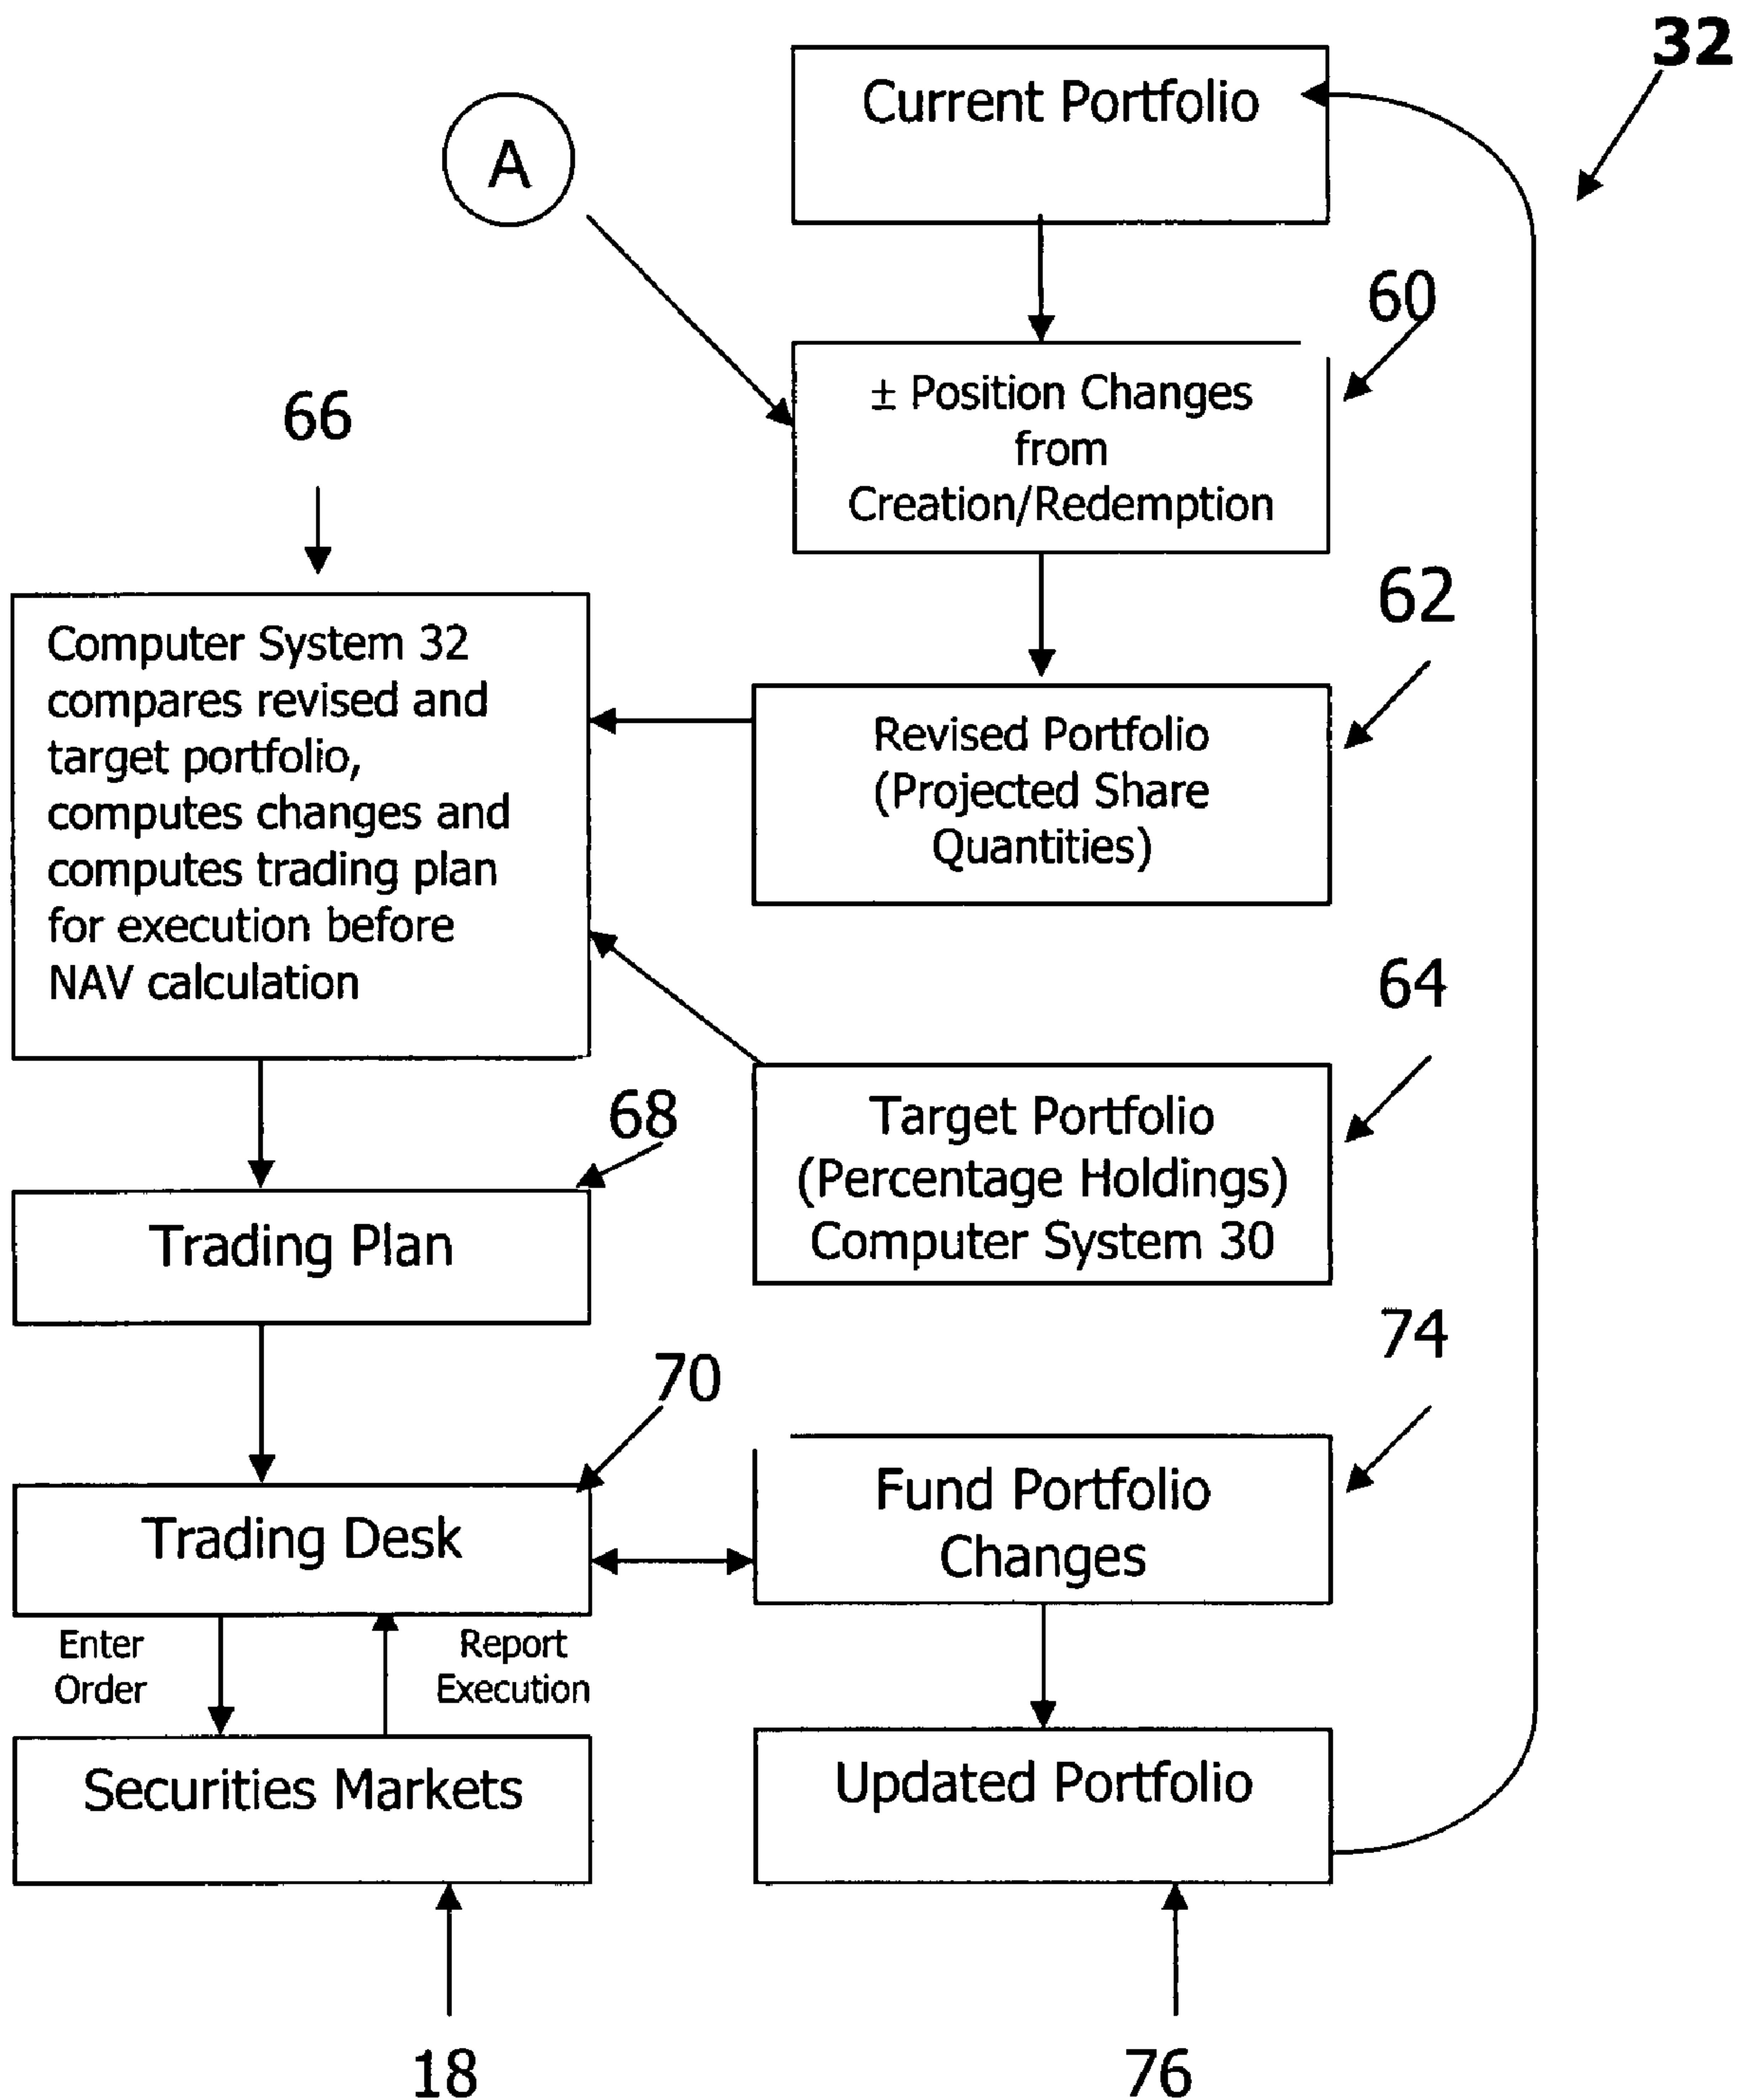 32
Current Portfolio
A
60
± Position Changes
from
Creation/Redemption
66
62
Computer System 32
compares revised and
target portfolio,
computes changes and
computes trading plan
for execution before
NAV calculation
Revised Portfolio
(Projected Share
Quantities)
64
Target Portfolio
(Percentage Holdings)
Computer System 30
68
Trading Plan
74
70
Fund Portfolio
Changes
Trading Desk
Enter
Order
Report
Execution
Securities Markets
Updated Portfolio
18
76